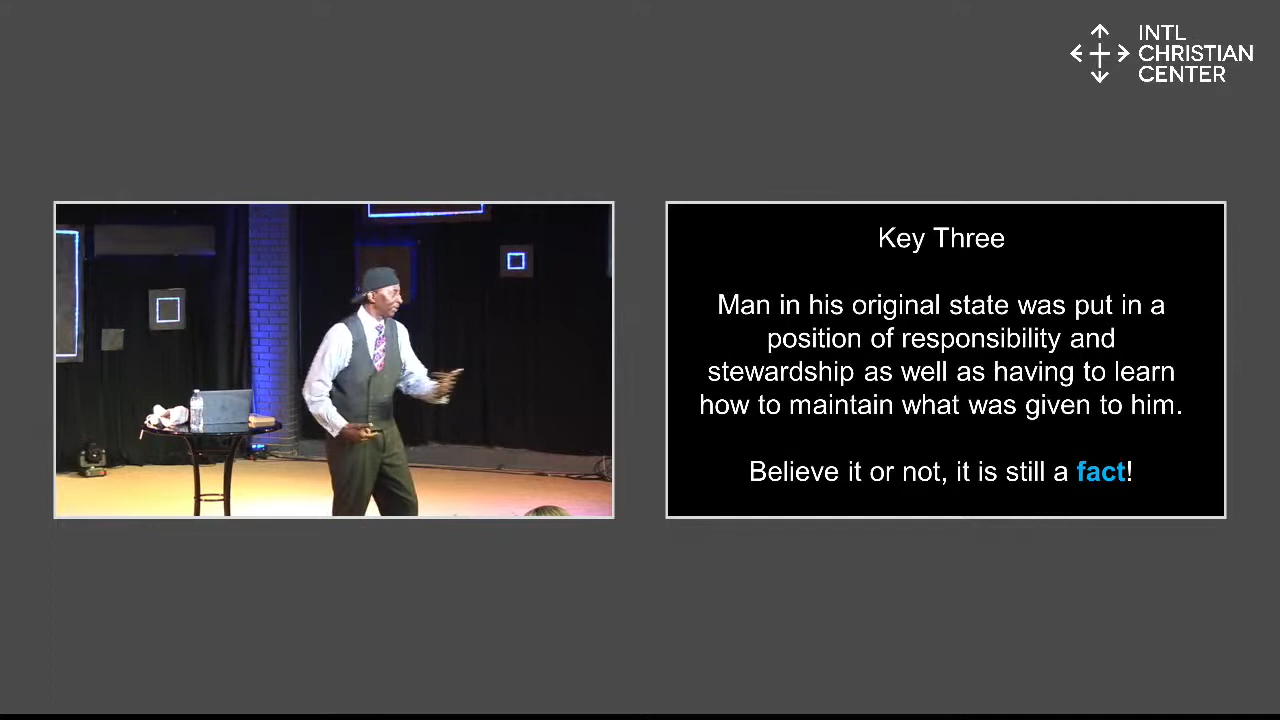 INTL
CHRISTIAN
CENTER
Key Three
Man in his original state was put in a
position of responsibility and
stewardship as well as having to learn
how to maintain what was given to him.
Believe it or not, it is still a fact!